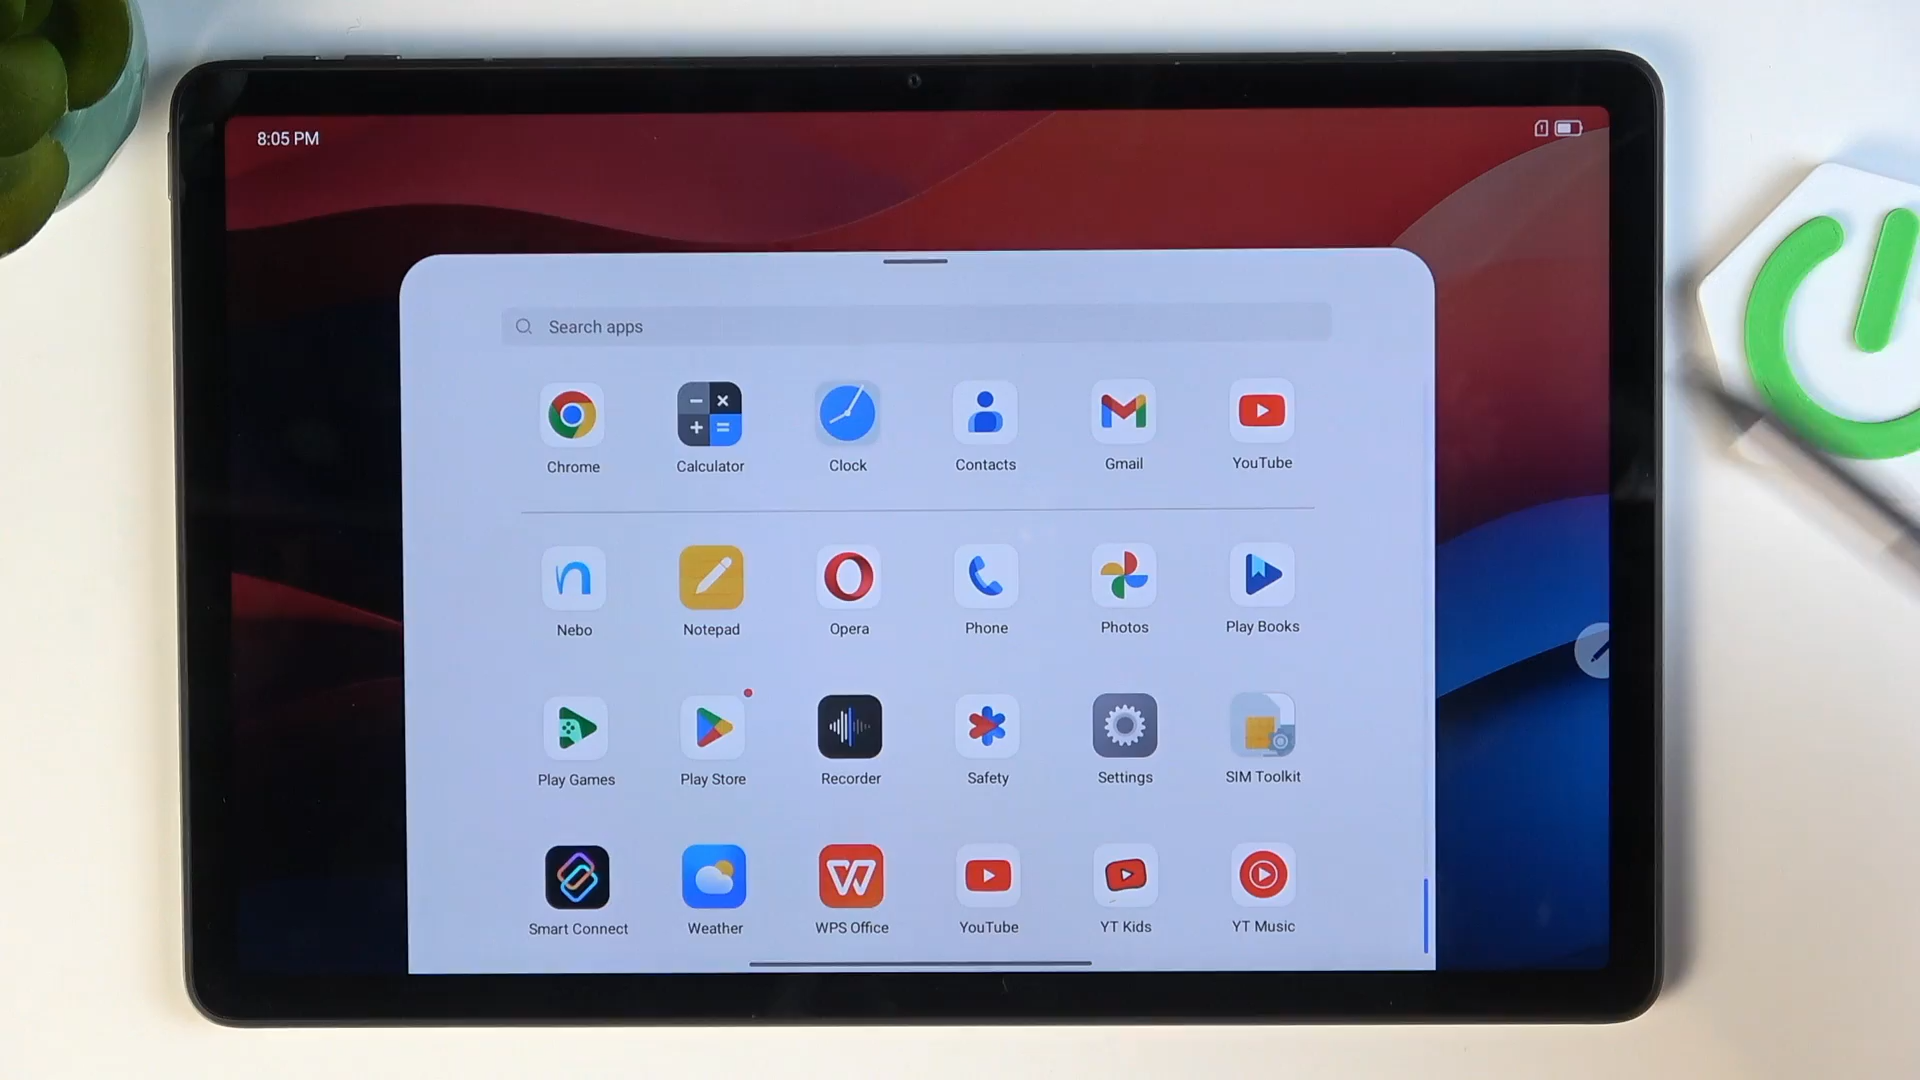 8:05 PM
Search apps
Chrome Calculator Clock Contacts Gmail YouTube
Nebo Notepad Opera Phone Photos Play Books
Play Games Play Store Recorder Safety Settings SIM Toolkit
Smart Connect Weather WPS Office YouTube YT Kids YT Music